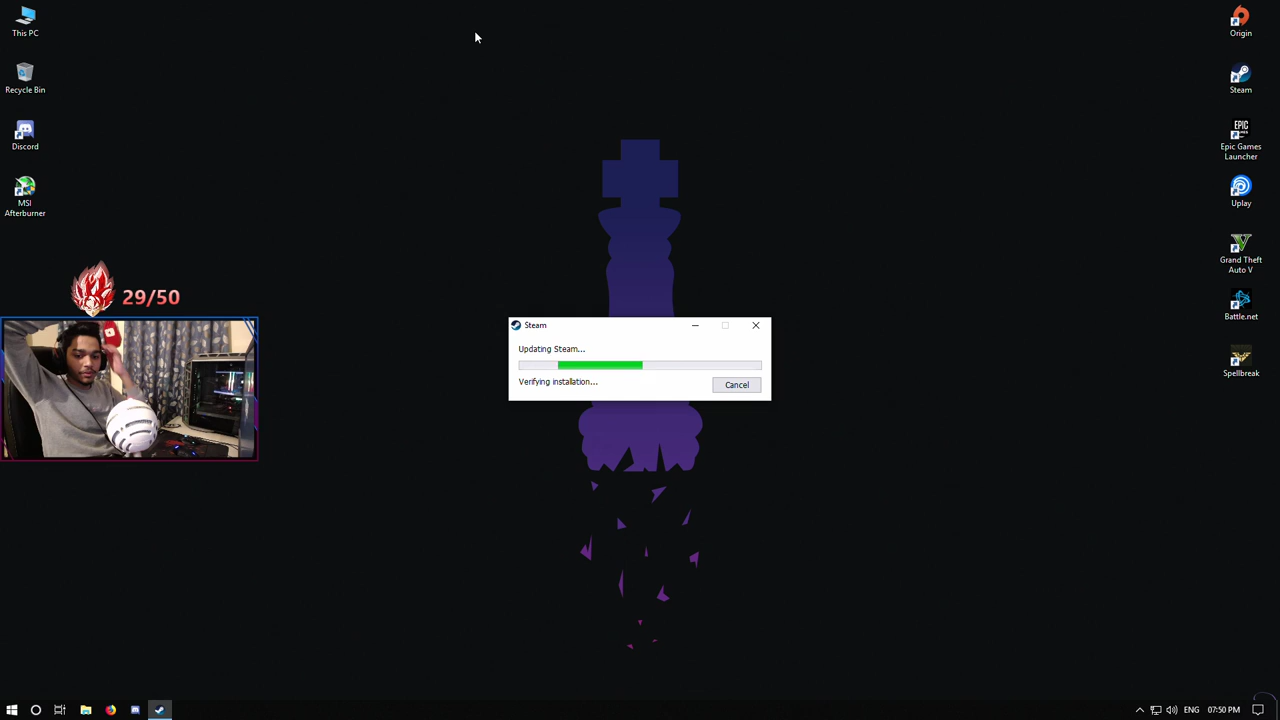 This PC
Recycle Bin
Discord
MSI
Afterburner
29/50
Steam
Updating Steam...
Verifying installation...
Cancel
Origin
Steam
EPIC
GAMES
Epic Games
Launcher
Uplay
Grand Theft
Auto V
Battle.net
Spellbreak
ENG
07:50 PM